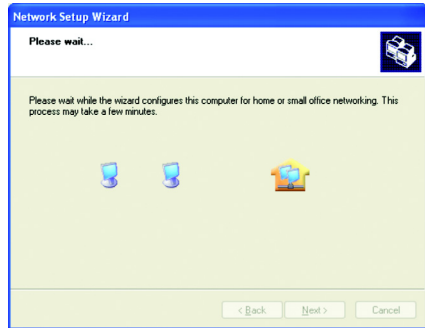 Network Setup Wizard
Please wait...
Please wait while the wizard configures this computer for home or small office networking. This
process may take a few minutes.
< Back
Next >
Cancel